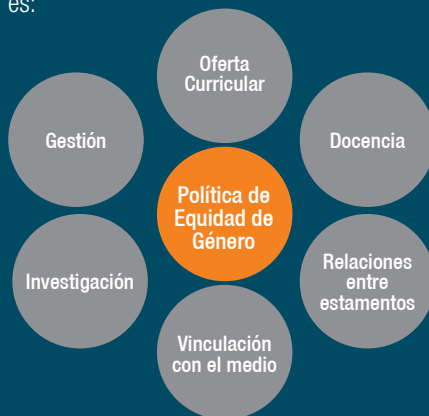 es:
Oferta
Curricular
Gestión
Docencia
Política de
Equidad de
Género
Investigación
Relaciones
entre
estamentos
Vinculación
con el medio